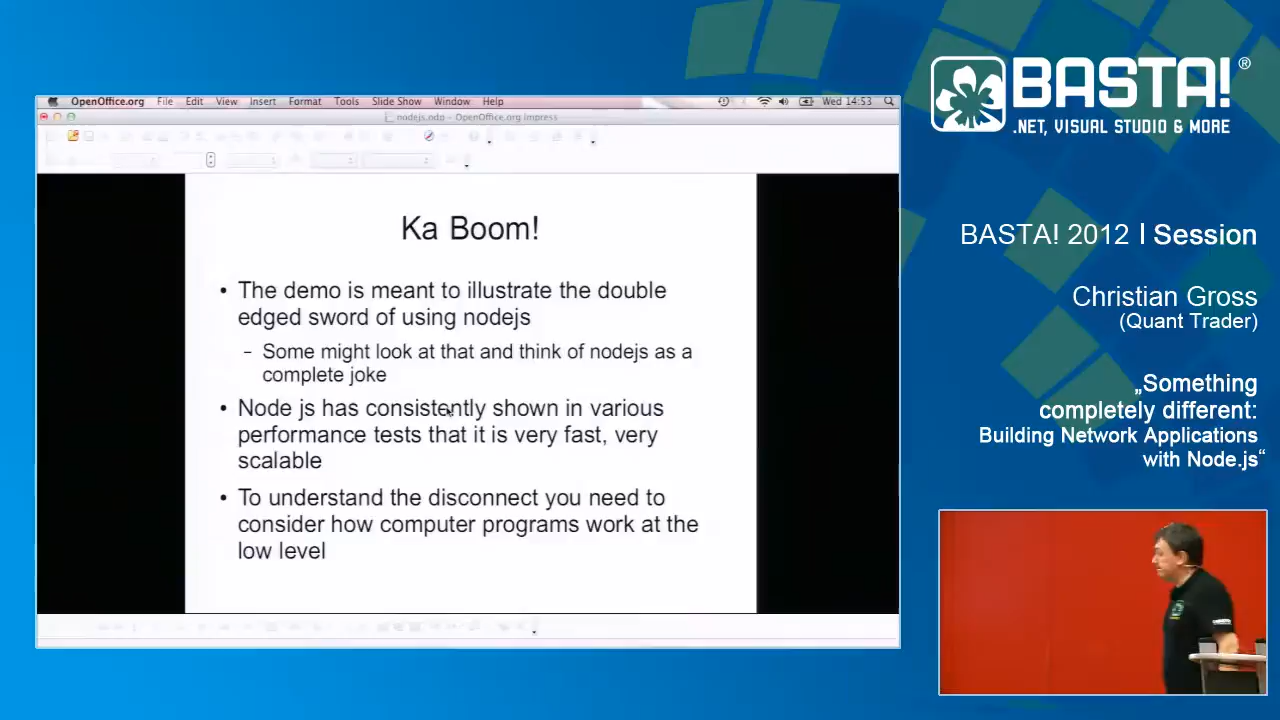 OpenOffice.org File Edit View Insert Format Tools Slide Show Window Help Wed 14:53
nodejs.odp - OpenOffice.org Impress
Ka Boom!
• The demo is meant to illustrate the double
edged sword of using nodejs
– Some might look at that and think of nodejs as a
complete joke
• Node js has consistently shown in various
performance tests that it is very fast, very
scalable
• To understand the disconnect you need to
consider how computer programs work at the
low level
BASTA!®
.NET, VISUAL STUDIO & MORE
BASTA! 2012 | Session
Christian Gross
(Quant Trader)
„Something
completely different:
Building Network Applications
with Node.js“